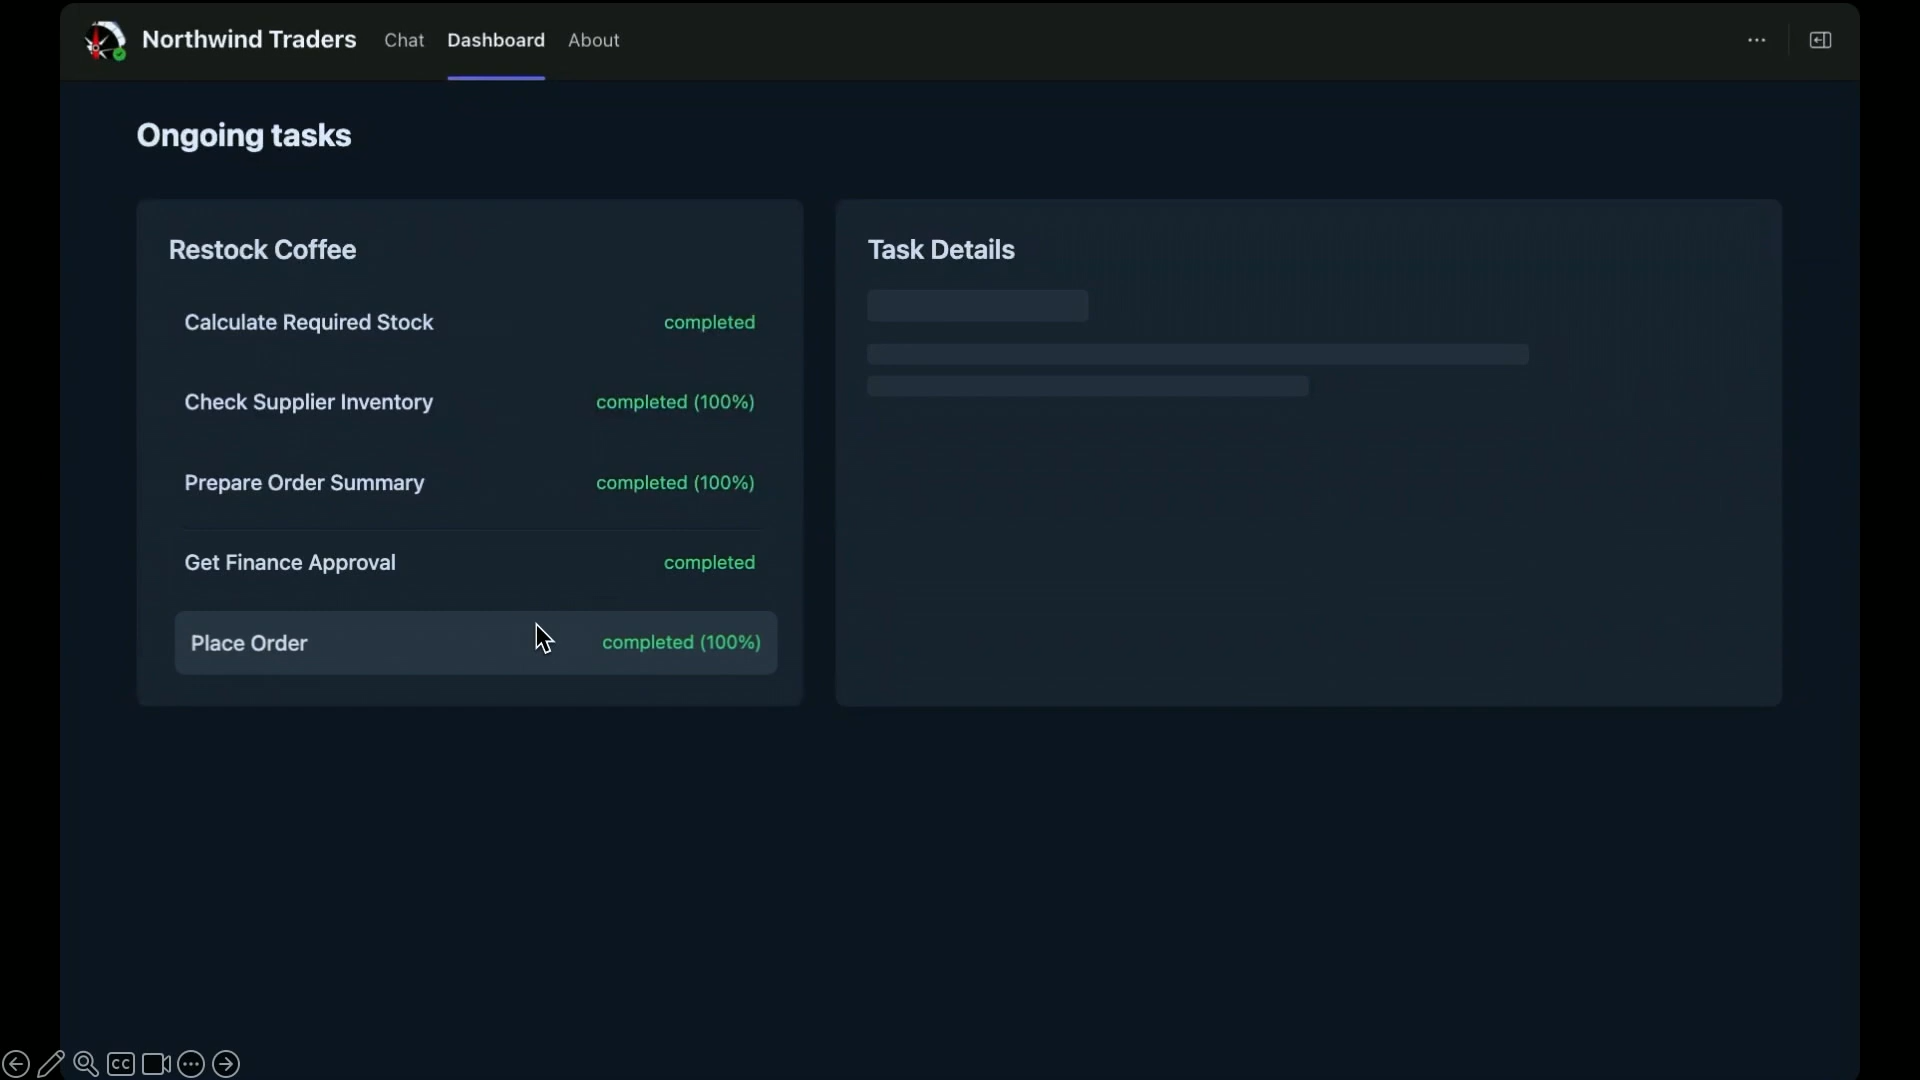 Northwind Traders Chat Dashboard About
Ongoing tasks
Restock Coffee
Calculate Required Stock completed
Check Supplier Inventory completed (100%)
Prepare Order Summary completed (100%)
Get Finance Approval completed
Place Order completed (100%)
Task Details
CC